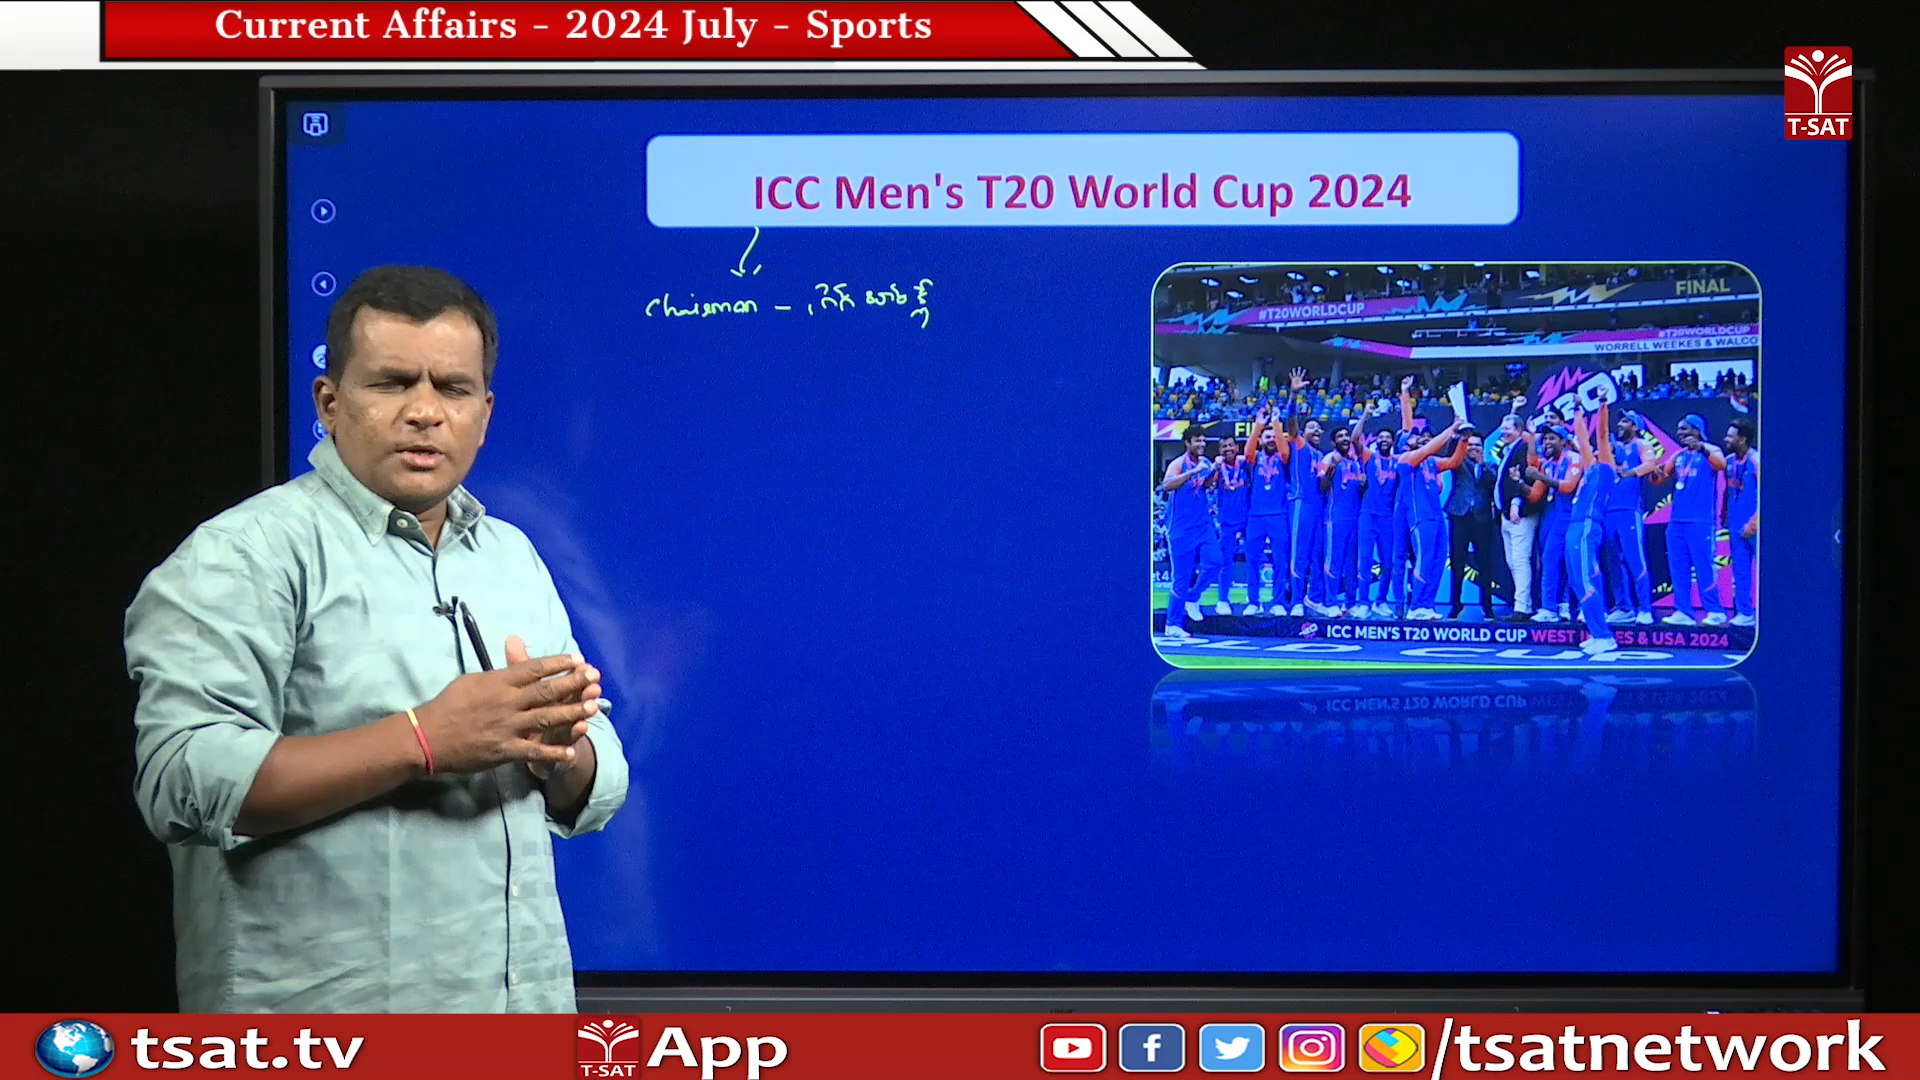 Current Affairs - 2024 July - Sports
T-SAT
ICC Men's T20 World Cup 2024
Chairman - గ్రెగ్ బార్క్లే
FINAL
#T20WORLDCUP
#T20WORLDCUP
WORRELL WEEKES & WALCO
ICC MEN'S T20 WORLD CUP WEST & USA 2024
tsat.tv
T-SAT
App
/tsatnetwork